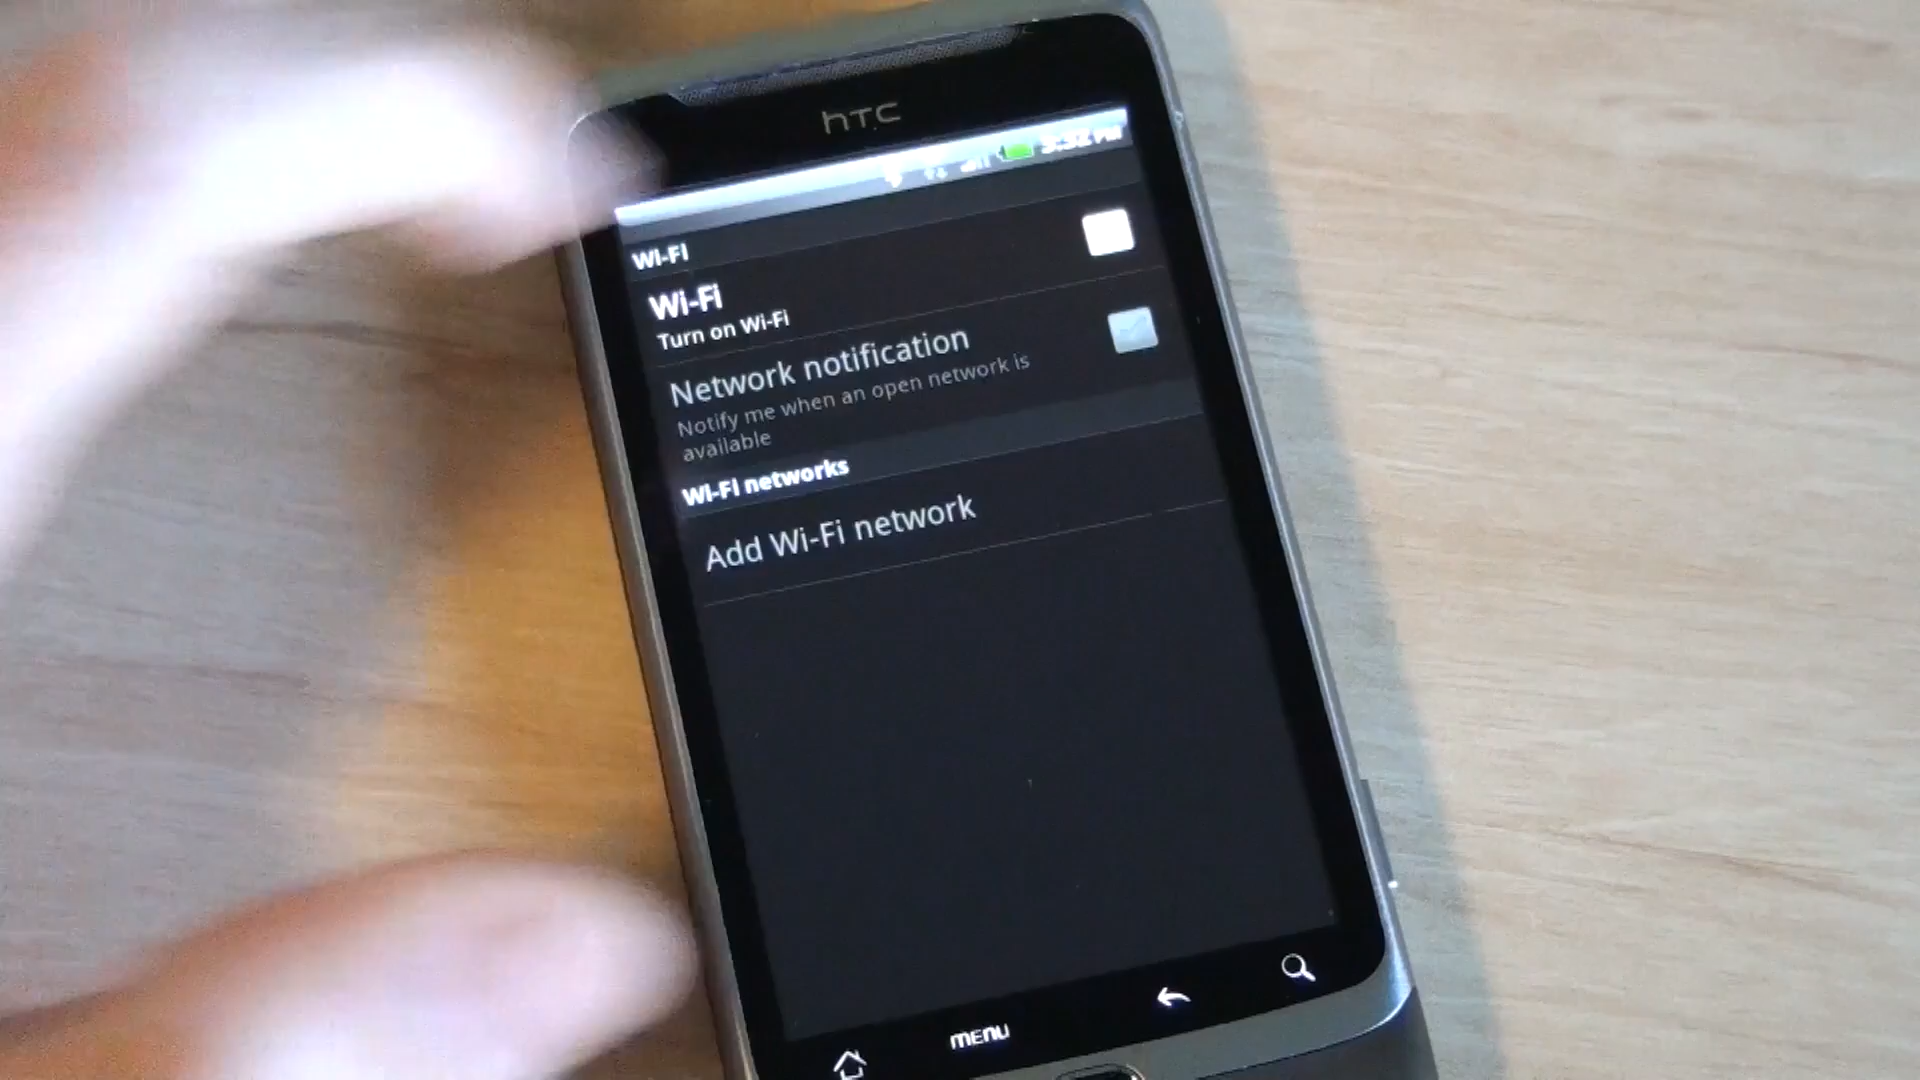 hTC
WI-FI
Wi-Fi
Turn on Wi-Fi
Network notification
Notify me when an open network is
available
Wi-Fi networks
Add Wi-Fi network
MENU